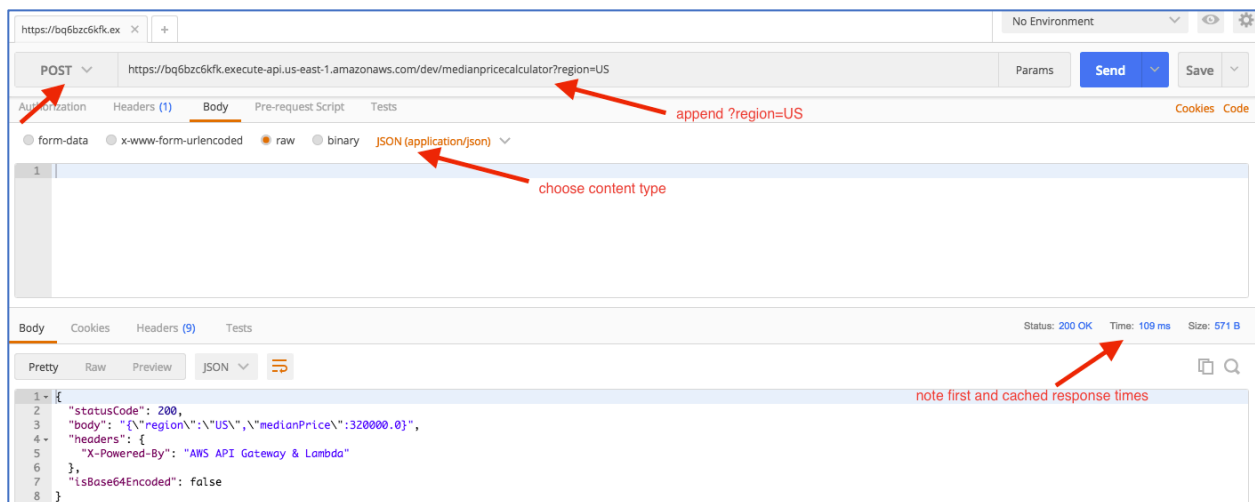 https://bq6bzc6kfk.ex
No Environment
POST https://bq6bzc6kfk.execute-api.us-east-1.amazonaws.com/dev/medianpricecalculator?region=US Params Send Save
append ?region=US
Authorization Headers (1) Body Pre-request Script Tests Cookies Code
form-data x-www-form-urlencoded raw binary JSON (application/json)
1
choose content type
Body Cookies Headers (9) Tests Status: 200 OK Time: 109 ms Size: 571 B
Pretty Raw Preview JSON
note first and cached response times
1 {
2 "statusCode": 200,
3 "body": "{\"region\":\"US\",\"medianPrice\":320000.0}",
4 "headers": {
5 "X-Powered-By": "AWS API Gateway & Lambda"
6 },
7 "isBase64Encoded": false
8 }